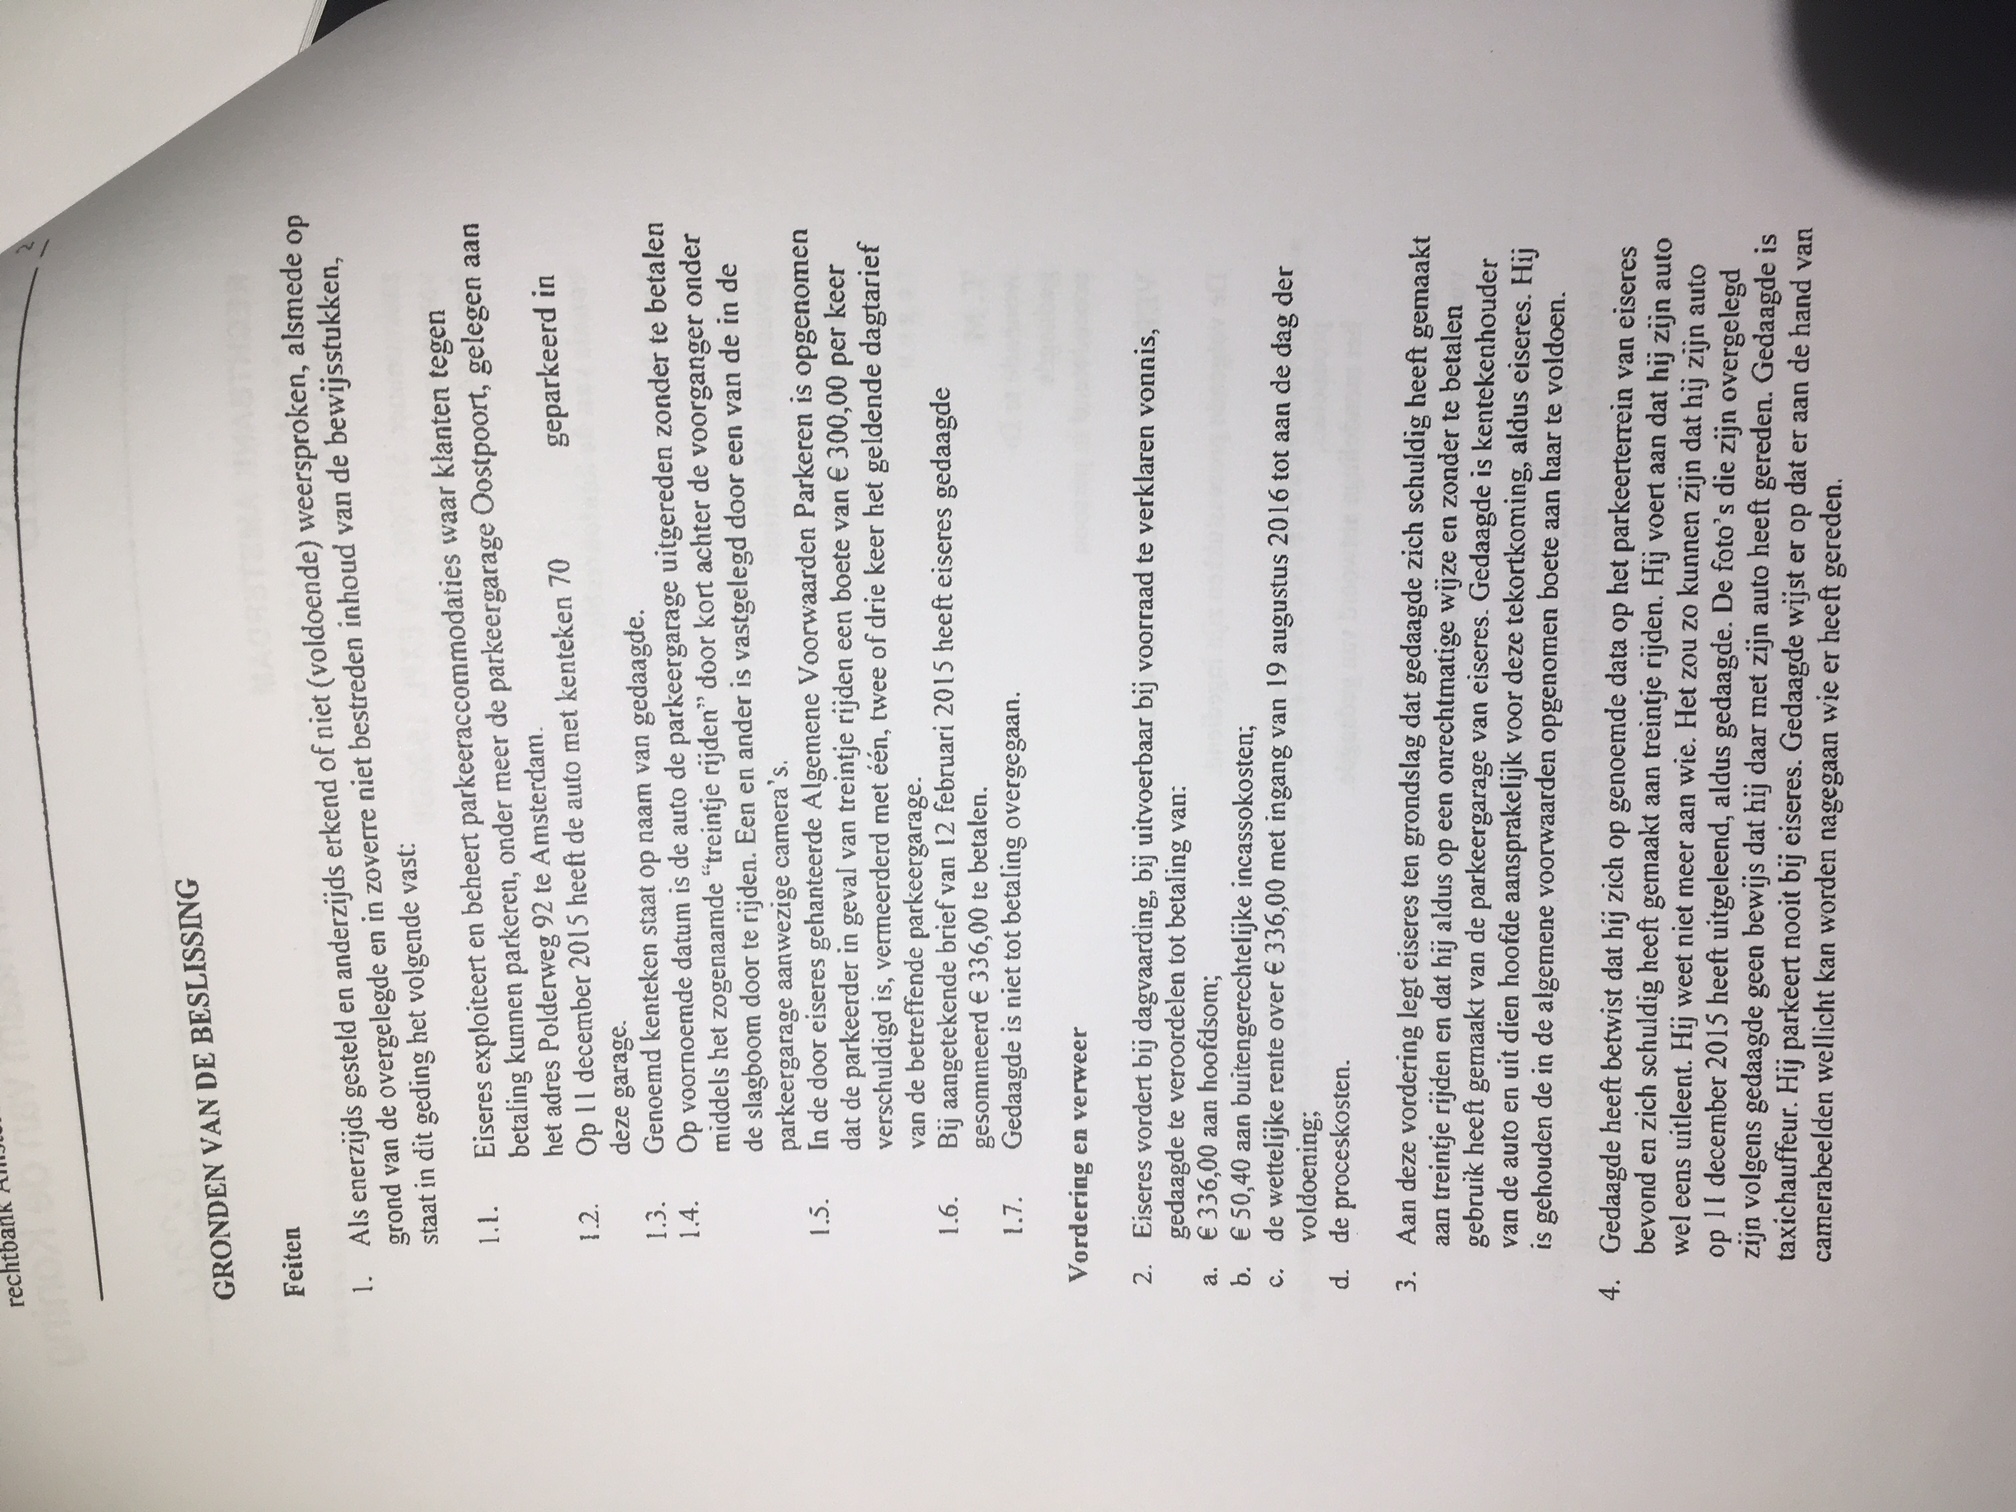 rechtbank
2
GRONDEN VAN DE BESLISSING
Feiten
1. Als enerzijds gesteld en anderzijds erkend of niet (voldoende) weersproken, alsmede op
grond van de overgelegde en in zoverre niet bestreden inhoud van de bewijsstukken,
staat in dit geding het volgende vast:
1.1. Eiseres exploiteert en beheert parkeeraccommodaties waar klanten tegen
betaling kunnen parkeren, onder meer de parkeergarage Oostpoort, gelegen aan
het adres Polderweg 92 te Amsterdam.
1.2. Op 11 december 2015 heeft de auto met kenteken 70 geparkeerd in
deze garage.
1.3. Genoemd kenteken staat op naam van gedaagde.
1.4. Op voornoemde datum is de auto de parkeergarage uitgereden zonder te betalen
middels het zogenaamde “treintje rijden” door kort achter de voorganger onder
de slagboom door te rijden. Een en ander is vastgelegd door een van de in de
parkeergarage aanwezige camera’s.
1.5. In de door eiseres gehanteerde Algemene Voorwaarden Parkeren is opgenomen
dat de parkeerder in geval van treintje rijden een boete van € 300,00 per keer
verschuldigd is, vermeerderd met één, twee of drie keer het geldende dagtarief
van de betreffende parkeergarage.
1.6. Bij aangetekende brief van 12 februari 2015 heeft eiseres gedaagde
gesommeerd € 336,00 te betalen.
1.7. Gedaagde is niet tot betaling overgegaan.
Vordering en verweer
2. Eiseres vordert bij dagvaarding, bij uitvoerbaar bij voorraad te verklaren vonnis,
gedaagde te veroordelen tot betaling van:
a. € 336,00 aan hoofdsom;
b. € 50,40 aan buitengerechtelijke incassokosten;
c. de wettelijke rente over € 336,00 met ingang van 19 augustus 2016 tot aan de dag der
voldoening;
d. de proceskosten.
3. Aan deze vordering legt eiseres ten grondslag dat gedaagde zich schuldig heeft gemaakt
aan treintje rijden en dat hij aldus op een onrechtmatige wijze en zonder te betalen
gebruik heeft gemaakt van de parkeergarage van eiseres. Gedaagde is kentekenhouder
van de auto en uit dien hoofde aansprakelijk voor deze tekortkoming, aldus eiseres. Hij
is gehouden de in de algemene voorwaarden opgenomen boete aan haar te voldoen.
4. Gedaagde heeft betwist dat hij zich op genoemde data op het parkeerterrein van eiseres
bevond en zich schuldig heeft gemaakt aan treintje rijden. Hij voert aan dat hij zijn auto
wel eens uitleent. Hij weet niet meer aan wie. Het zou zo kunnen zijn dat hij zijn auto
op 11 december 2015 heeft uitgeleend, aldus gedaagde. De foto’s die zijn overgelegd
zijn volgens gedaagde geen bewijs dat hij daar met zijn auto heeft gereden. Gedaagde is
taxichauffeur. Hij parkeert nooit bij eiseres. Gedaagde wijst er op dat er aan de hand van
camerabeelden wellicht kan worden nagegaan wie er heeft gereden.